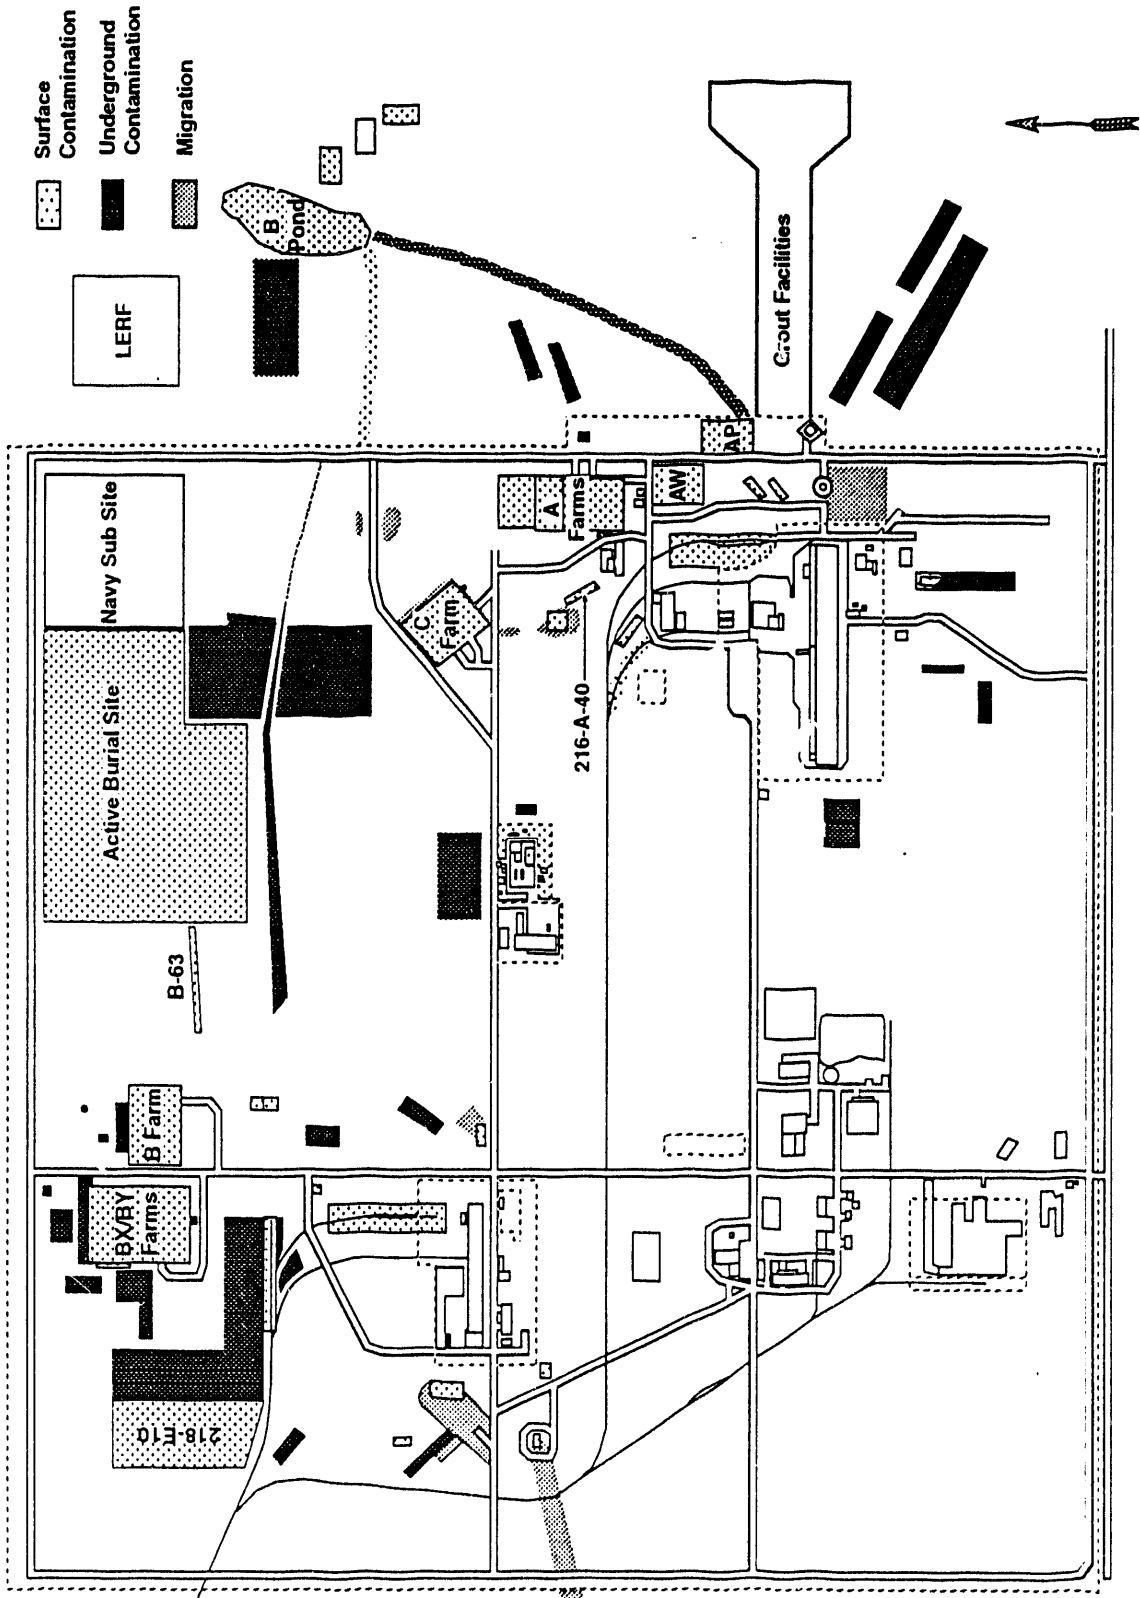 Surface
Contamination
Underground
Contamination
Migration
LERF
B
Pond
Grout Facilities
Navy Sub Site
Active Burial Site
B-63
B Farm
BX/BY
Farms
218-E10
C
Farm
A
Farms
AP
AW
216-A-40